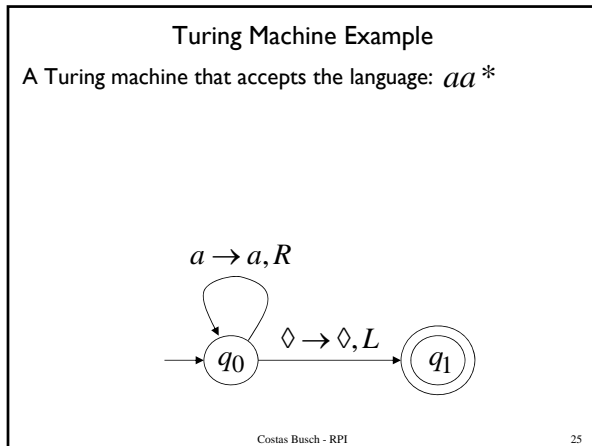 Turing Machine Example
A Turing machine that accepts the language: aa*
a → a, R
◊ → ◊, L
q₀
q₁
Costas Busch - RPI
25